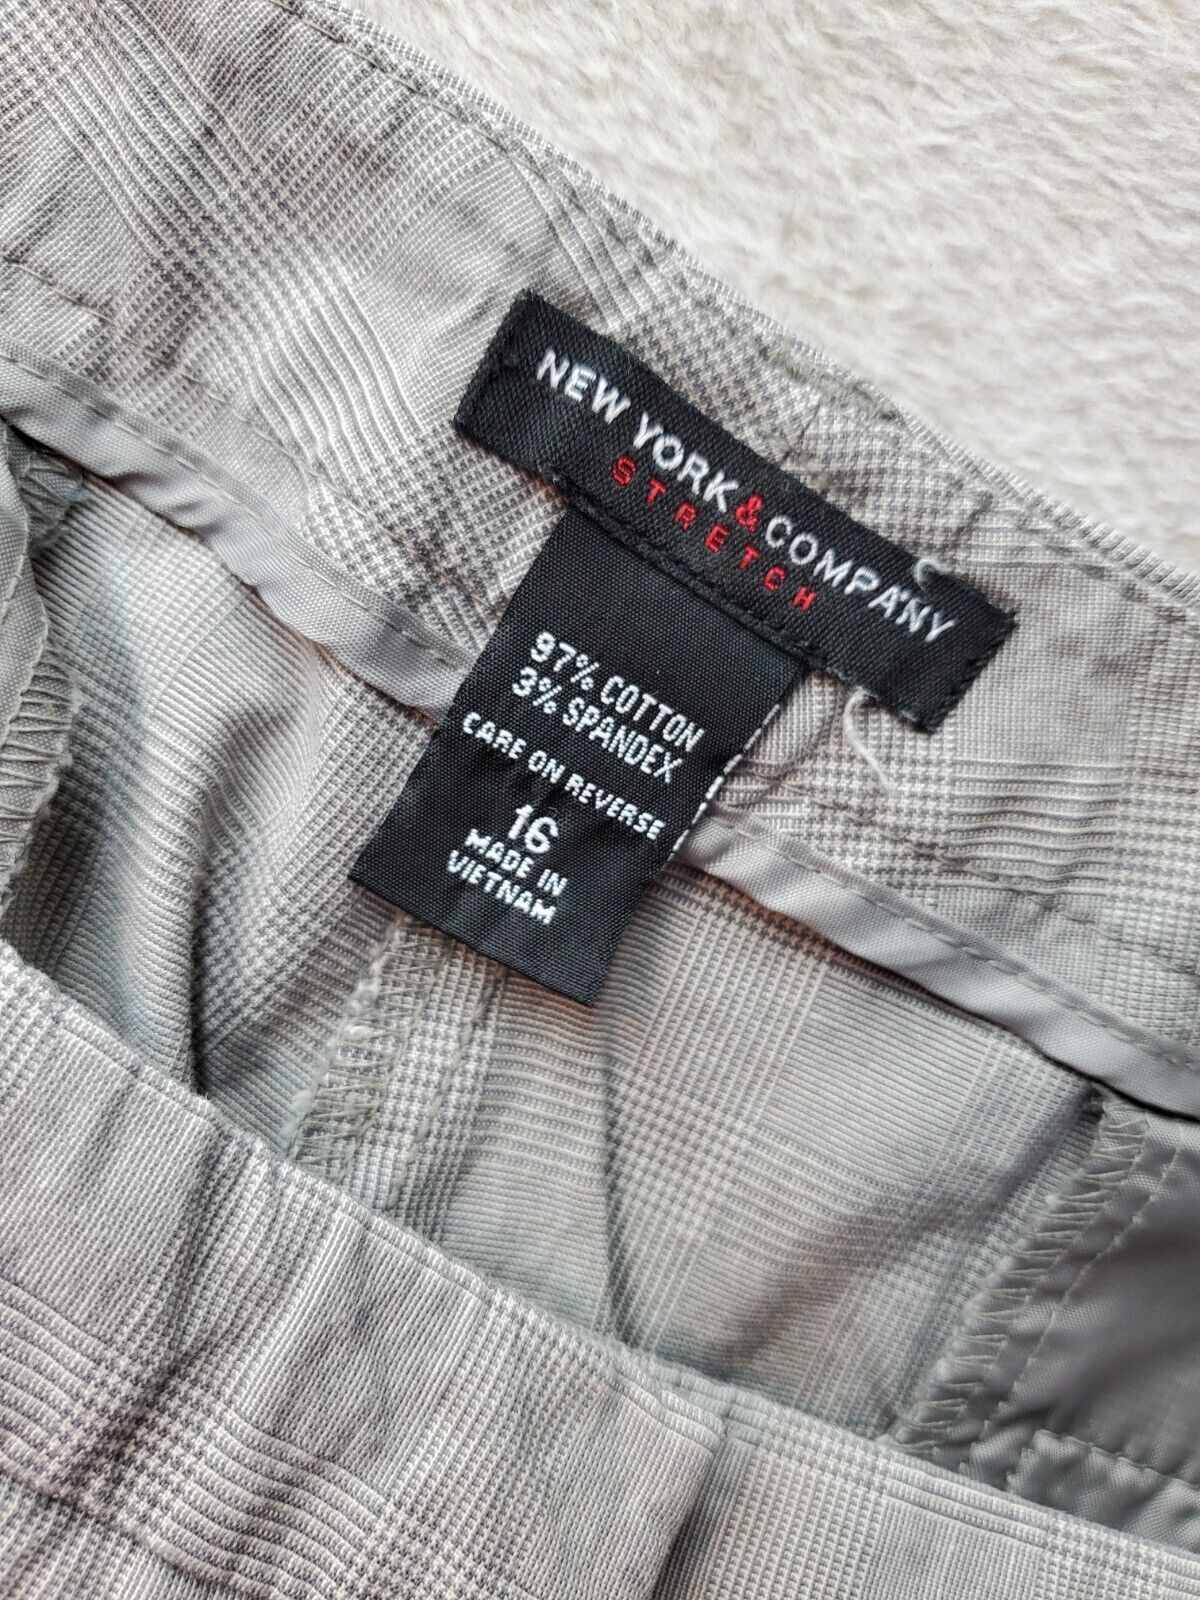 NEW YORK&COMPANY
STRETCH
97% COTTON
3% SPANDEX
CARE ON REVERSE
16
MADE IN
VIETNAM